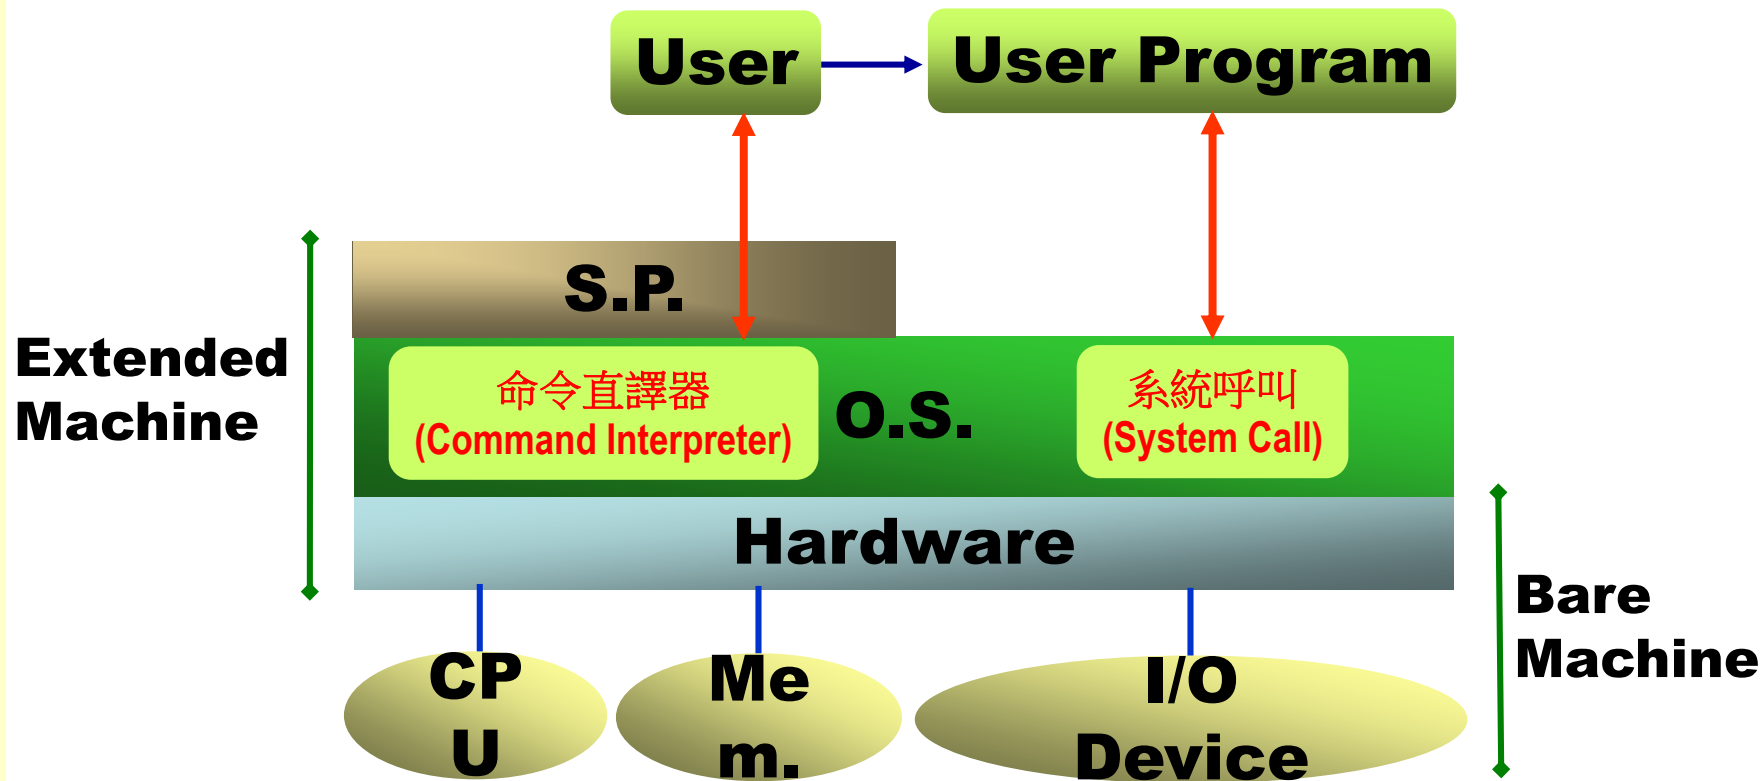 User
User Program
S.P.
Extended
Machine
命令直譯器
(Command Interpreter)
O.S.
系統呼叫
(System Call)
Hardware
Bare
Machine
CP
U
Me
m.
I/O
Device